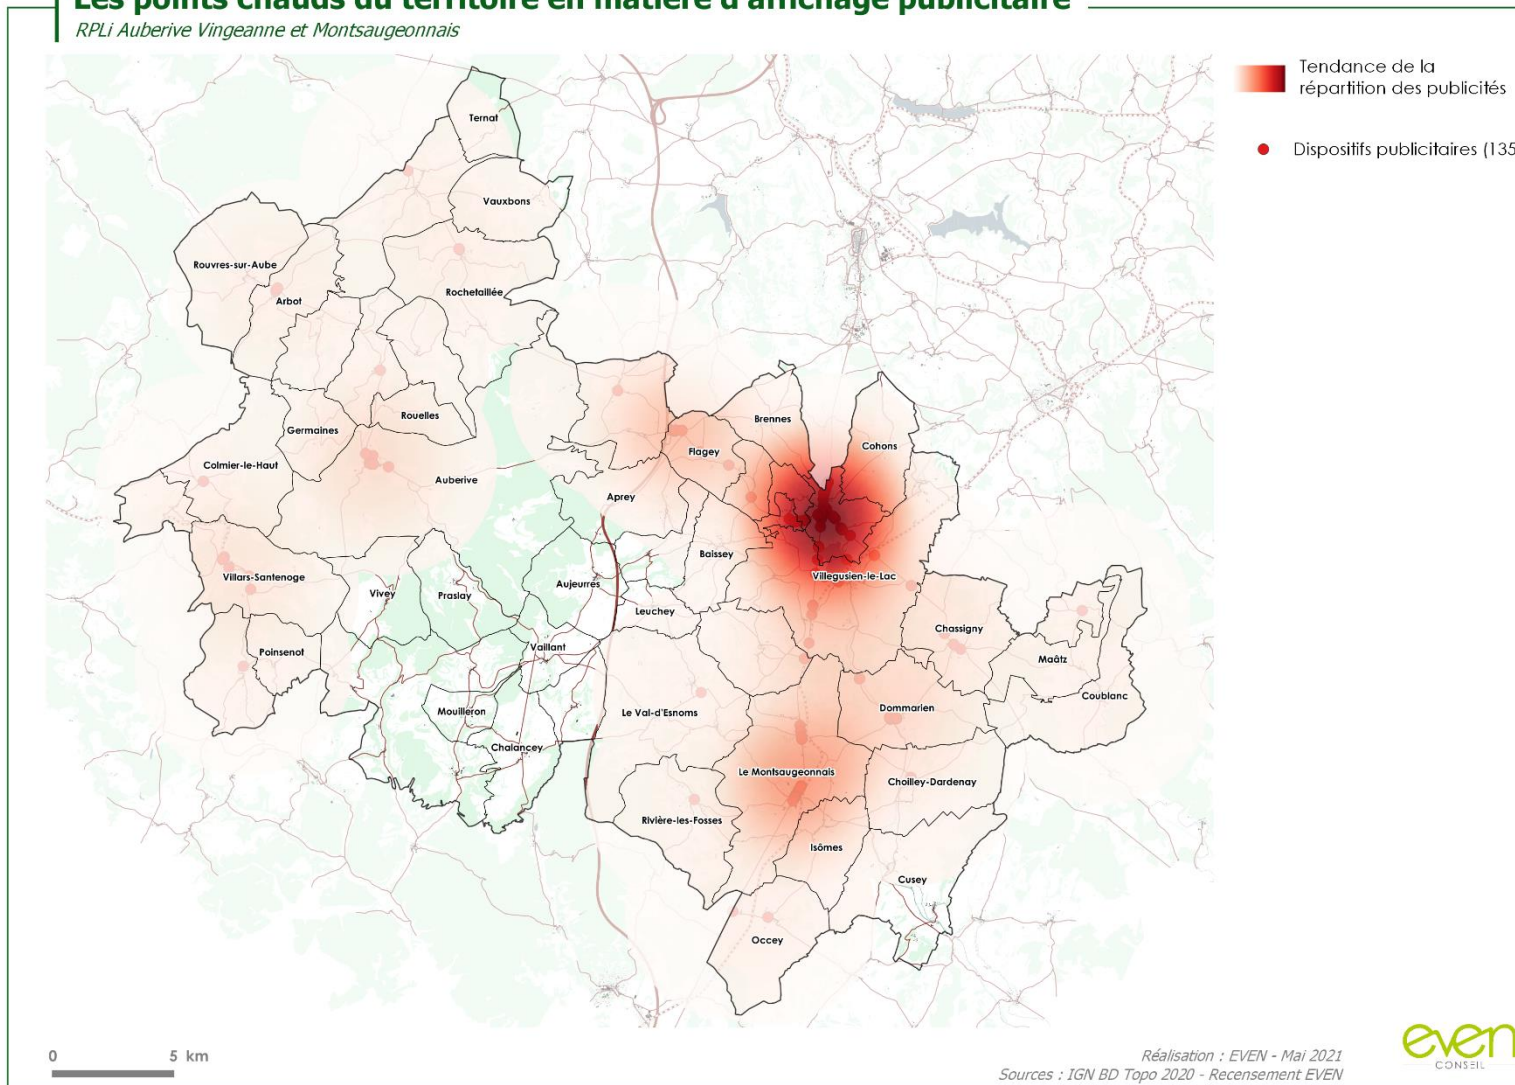 Les points chauds du territoire en matière d'affichage publicitaire
RPLi Auberive Vingeanne et Montsaugeonnais
Tendance de la
répartition des publicités
Dispositifs publicitaires (135
Ternat
Vauxbons
Rouvres-sur-Aube
Arbot
Rochetaillée
Rouelles
Germaines
Brennes
Cohons
Flagey
Colmier-le-Haut
Auberive
Aprey
Baissey
Villars-Santenoge
Villegusien-le-Lac
Aujeurres
Vivey
Praslay
Leuchey
Chassigny
Vaillant
Poinsenot
Maâtz
Coublanc
Mouilleron
Le Val-d'Esnoms
Dommarien
Chalancey
Le Montsaugeonnais
Choilley-Dardenay
Rivière-les-Fosses
Isômes
Cusey
Occey
0 5 km
Réalisation : EVEN - Mai 2021
Sources : IGN BD Topo 2020 - Recensement EVEN
even
CONSEIL